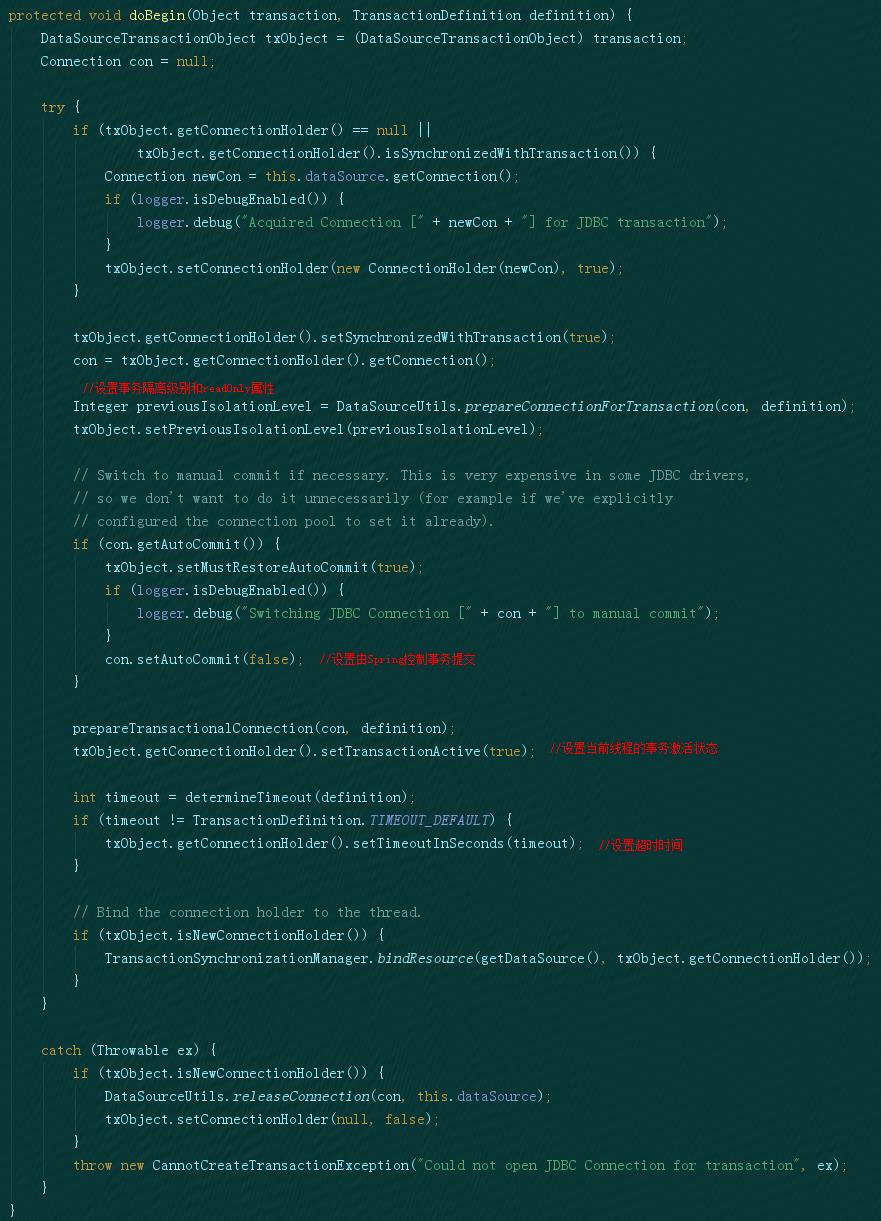 protected void doBegin(Object transaction, TransactionDefinition definition) {
    DataSourceTransactionObject txObject = (DataSourceTransactionObject) transaction;
    Connection con = null;

    try {
        if (txObject.getConnectionHolder() == null ||
                txObject.getConnectionHolder().isSynchronizedWithTransaction()) {
            Connection newCon = this.dataSource.getConnection();
            if (logger.isDebugEnabled()) {
                logger.debug("Acquired Connection [" + newCon + "] for JDBC transaction");
            }
            txObject.setConnectionHolder(new ConnectionHolder(newCon), true);
        }

        txObject.getConnectionHolder().setSynchronizedWithTransaction(true);
        con = txObject.getConnectionHolder().getConnection();
        //设置事务隔离级别和readOnly属性
        Integer previousIsolationLevel = DataSourceUtils.prepareConnectionForTransaction(con, definition);
        txObject.setPreviousIsolationLevel(previousIsolationLevel);

        // Switch to manual commit if necessary. This is very expensive in some JDBC drivers,
        // so we don't want to do it unnecessarily (for example if we've explicitly
        // configured the connection pool to set it already).
        if (con.getAutoCommit()) {
            txObject.setMustRestoreAutoCommit(true);
            if (logger.isDebugEnabled()) {
                logger.debug("Switching JDBC Connection [" + con + "] to manual commit");
            }
            con.setAutoCommit(false);  //设置由Spring控制事务提交
        }

        prepareTransactionalConnection(con, definition);
        txObject.getConnectionHolder().setTransactionActive(true);  //设置当前线程的事务激活状态

        int timeout = determineTimeout(definition);
        if (timeout != TransactionDefinition.TIMEOUT_DEFAULT) {
            txObject.getConnectionHolder().setTimeoutInSeconds(timeout);  //设置超时时间
        }

        // Bind the connection holder to the thread.
        if (txObject.isNewConnectionHolder()) {
            TransactionSynchronizationManager.bindResource(getDataSource(), txObject.getConnectionHolder());
        }
    }

    catch (Throwable ex) {
        if (txObject.isNewConnectionHolder()) {
            DataSourceUtils.releaseConnection(con, this.dataSource);
            txObject.setConnectionHolder(null, false);
        }
        throw new CannotCreateTransactionException("Could not open JDBC Connection for transaction", ex);
    }
}